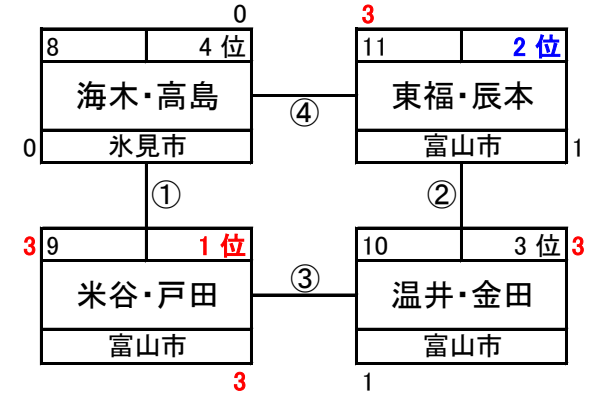 0 3
8 4位 11 2位
海木・高島 ④ 東福・辰本
0 氷見市 富山市 1
① ②
3 9 1位 10 3位 3
米谷・戸田 ③ 温井・金田
富山市 富山市
3 1